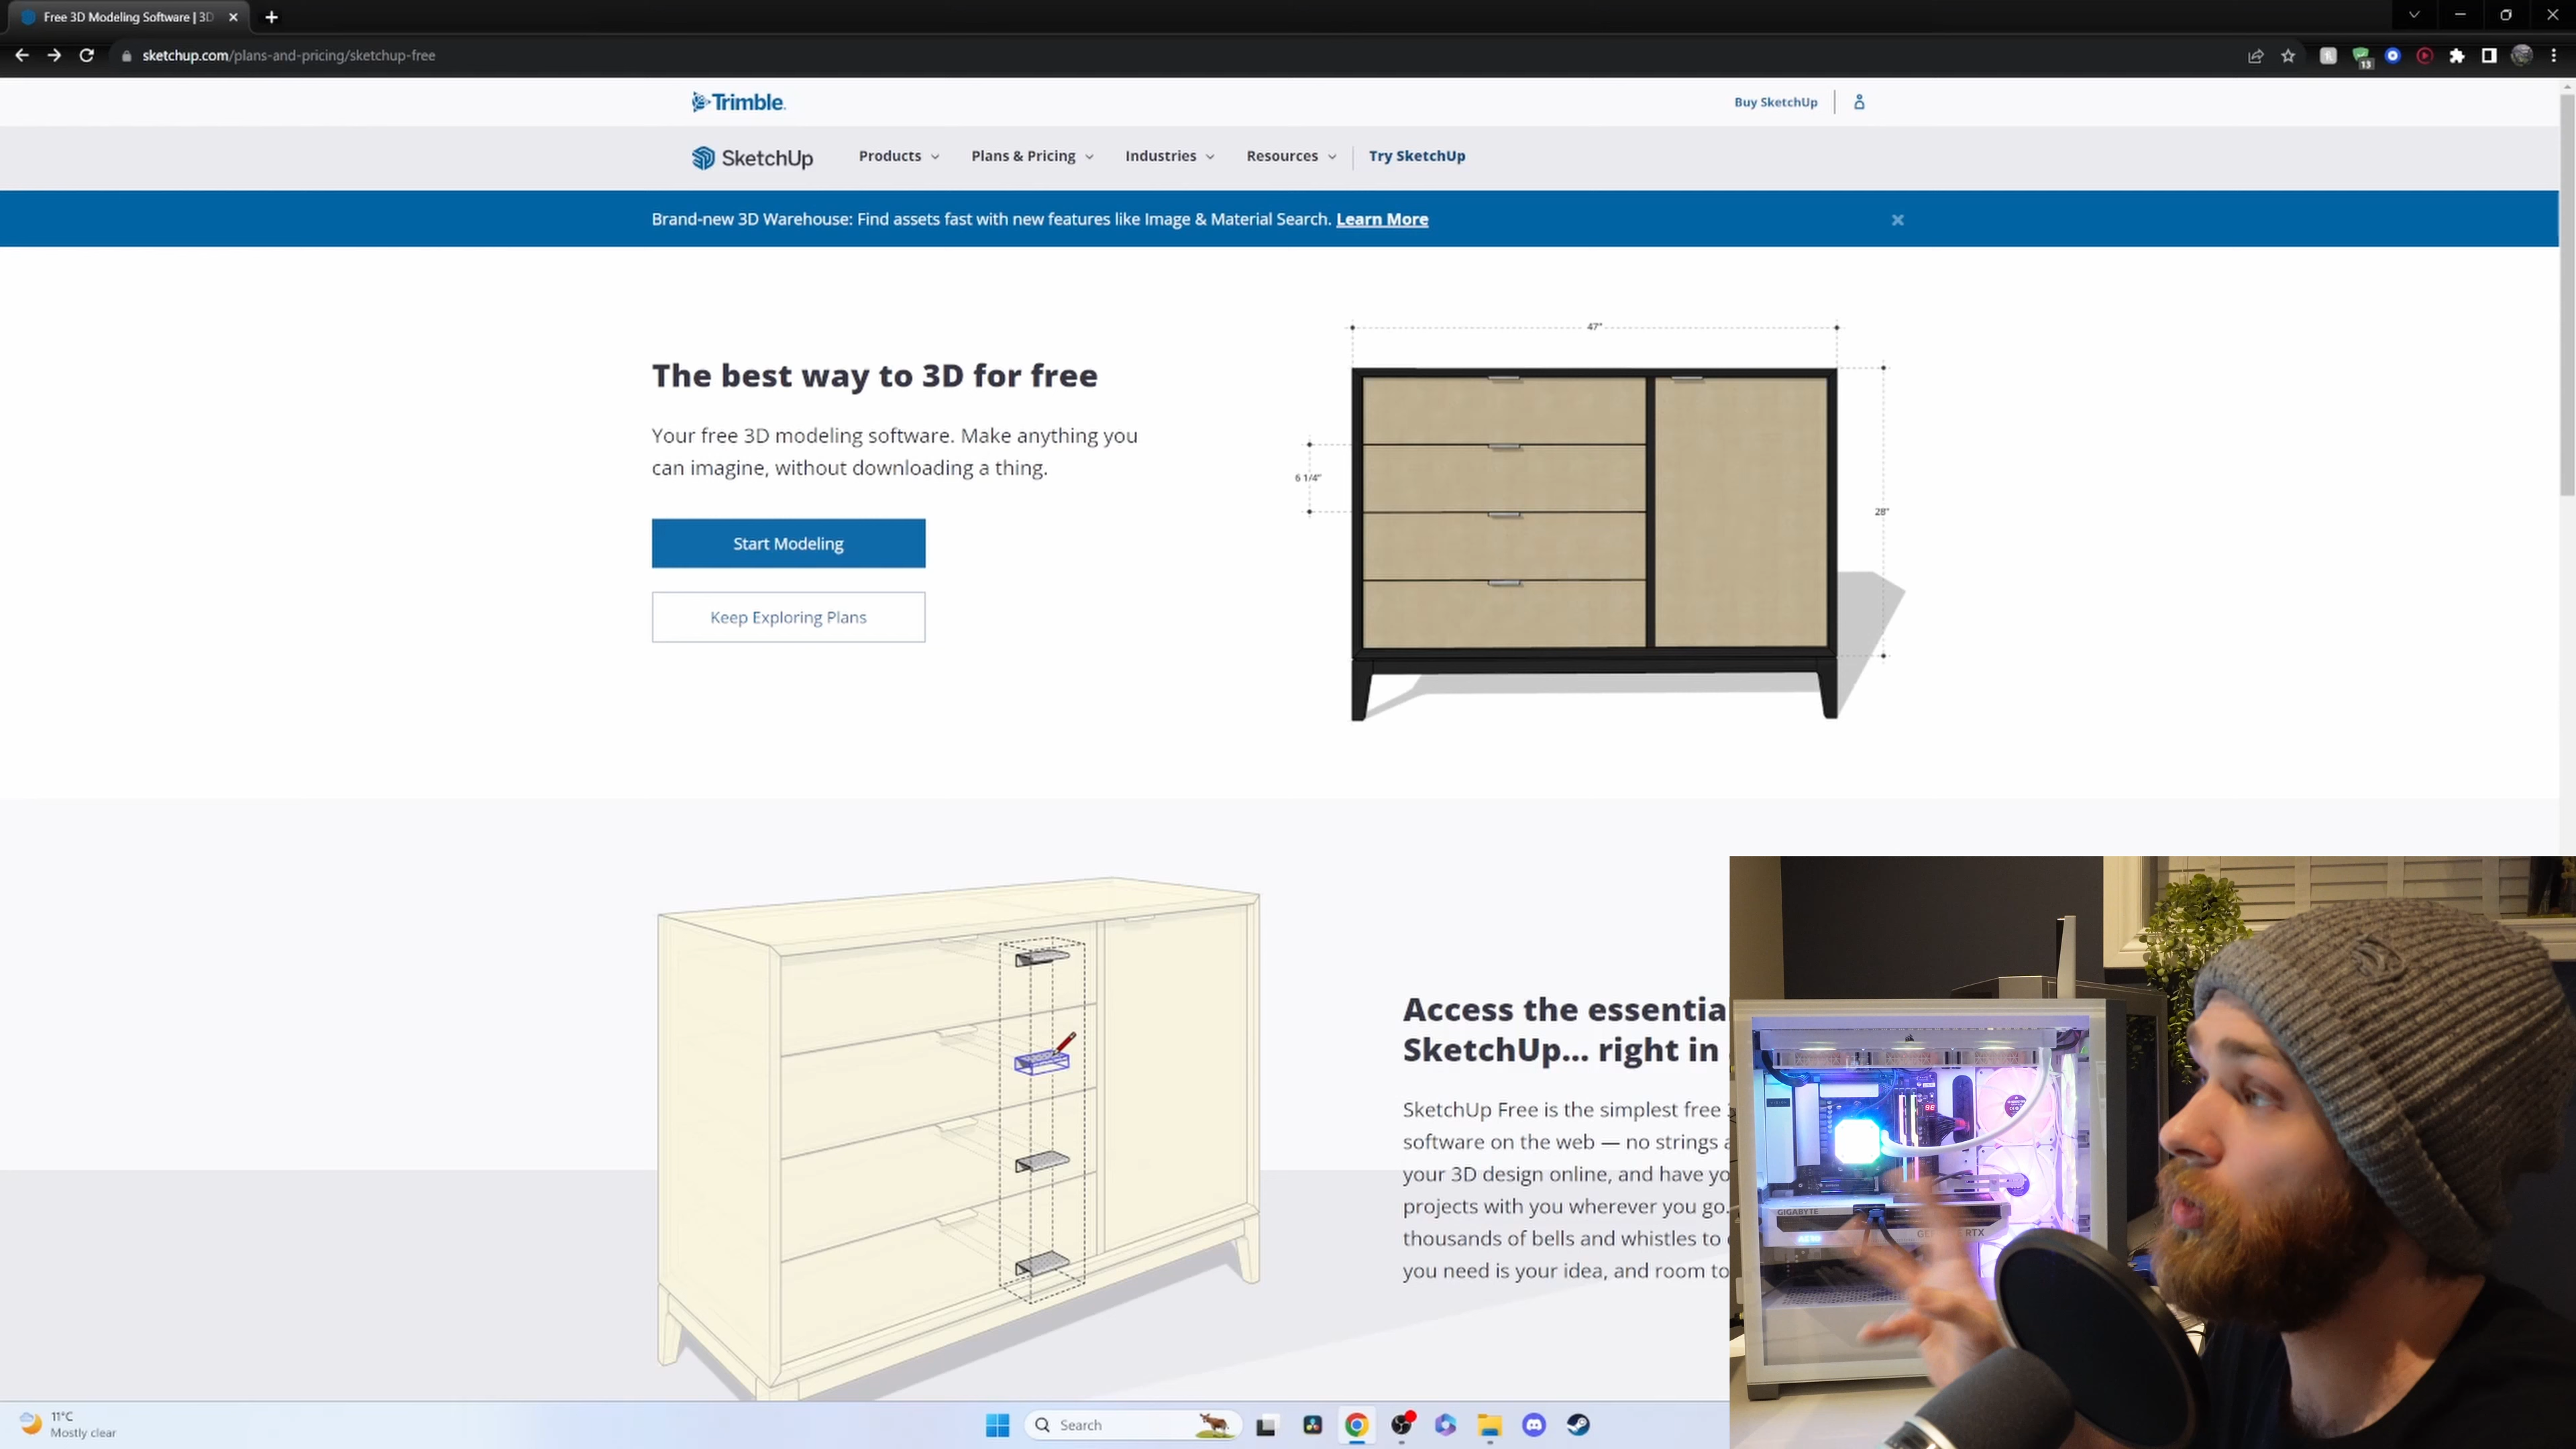 Free 3D Modeling Software | 3D
sketchup.com/plans-and-pricing/sketchup-free
13
Trimble.
Buy SketchUp
SketchUp
Products
Plans & Pricing
Industries
Resources
Try SketchUp
Brand-new 3D Warehouse: Find assets fast with new features like Image & Material Search. Learn More
The best way to 3D for free
Your free 3D modeling software. Make anything you
can imagine, without downloading a thing.
Start Modeling
Keep Exploring Plans
47"
6 1/4"
28"
Access the essentia
SketchUp... right in
SketchUp Free is the simplest free
software on the web — no strings a
your 3D design online, and have yo
projects with you wherever you go.
thousands of bells and whistles to
you need is your idea, and room to
GIGABYTE
RTX
11°C
Mostly clear
Search